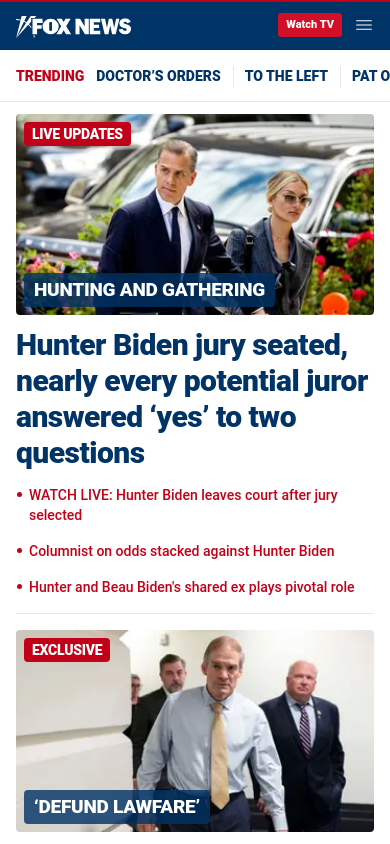 FOX NEWS
Watch TV
TRENDING DOCTOR’S ORDERS TO THE LEFT PAT O
LIVE UPDATES
HUNTING AND GATHERING
Hunter Biden jury seated,
nearly every potential juror
answered ‘yes’ to two
questions
• WATCH LIVE: Hunter Biden leaves court after jury
selected
• Columnist on odds stacked against Hunter Biden
• Hunter and Beau Biden's shared ex plays pivotal role
EXCLUSIVE
‘DEFUND LAWFARE’